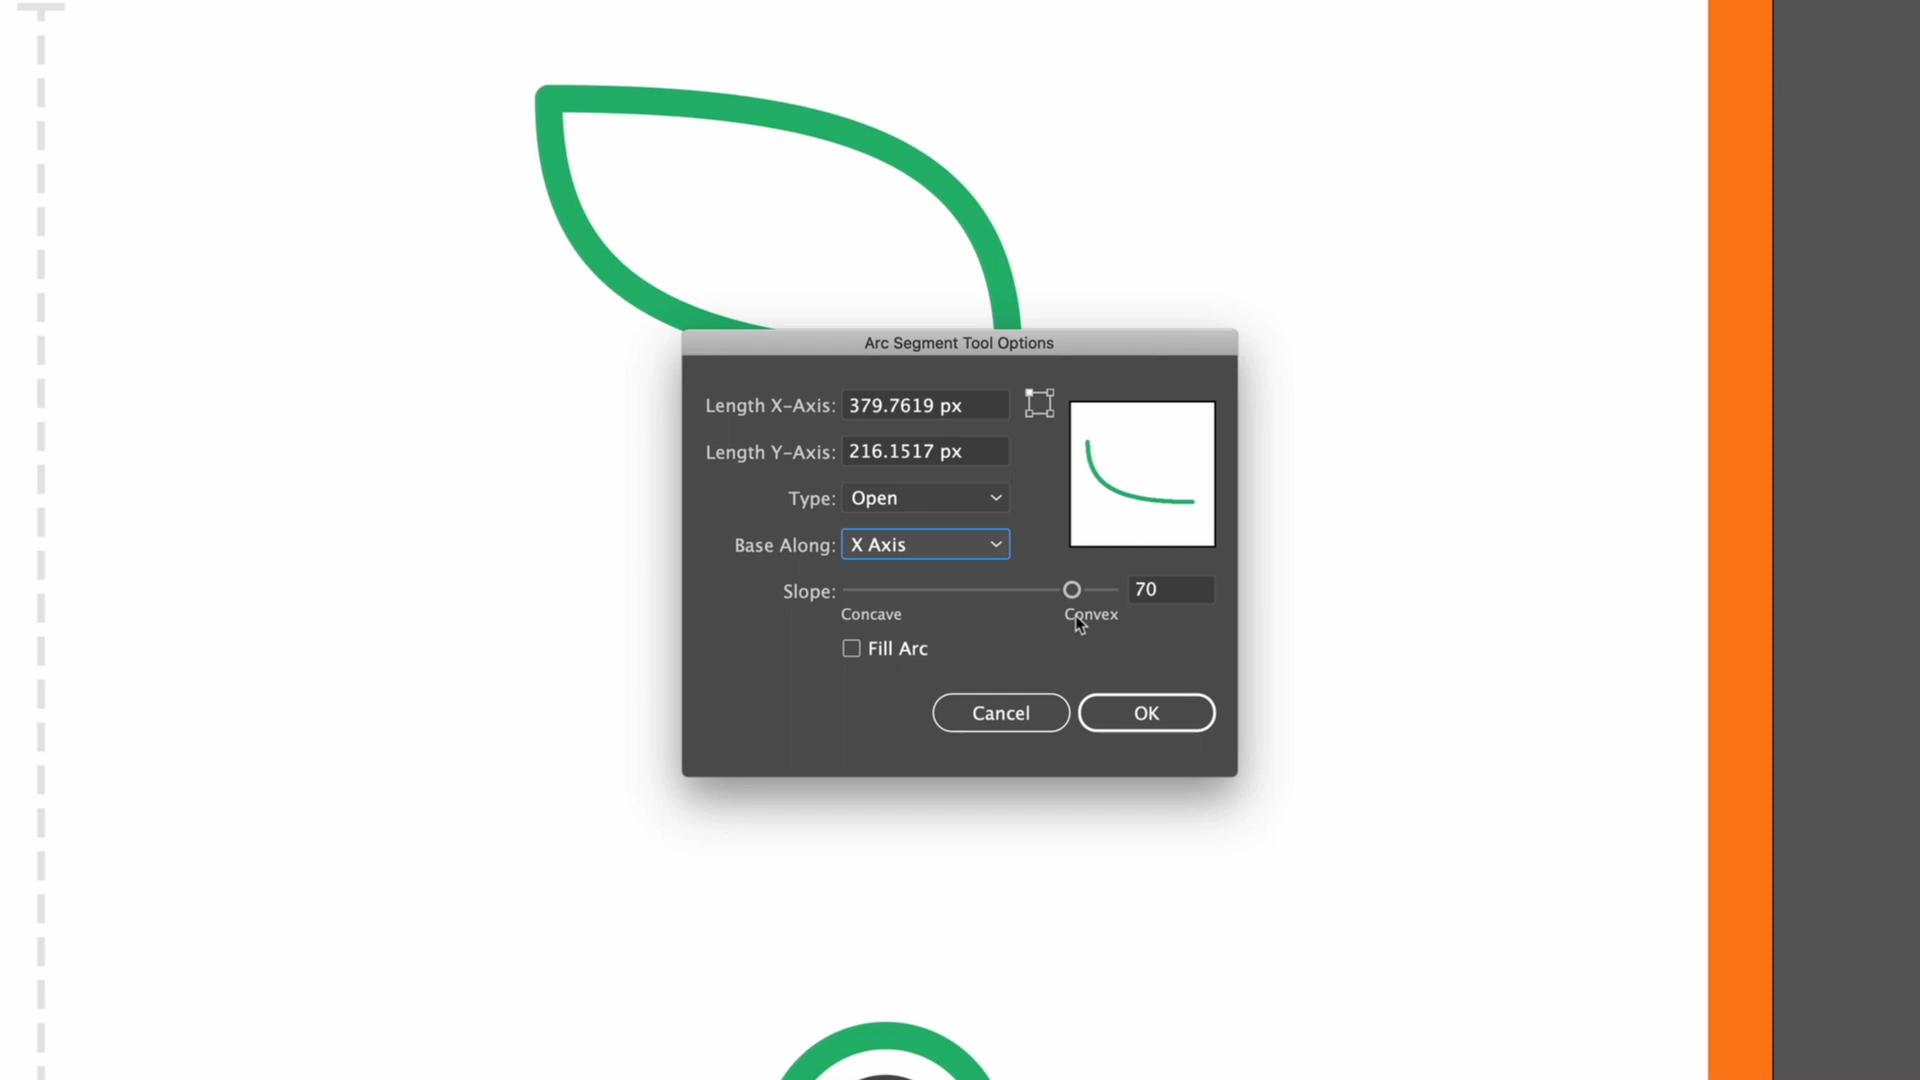 Arc Segment Tool Options
Length X-Axis: 379.7619 px
Length Y-Axis: 216.1517 px
Type: Open
Base Along: X Axis
Slope: 70
Concave Convex
Fill Arc
Cancel OK